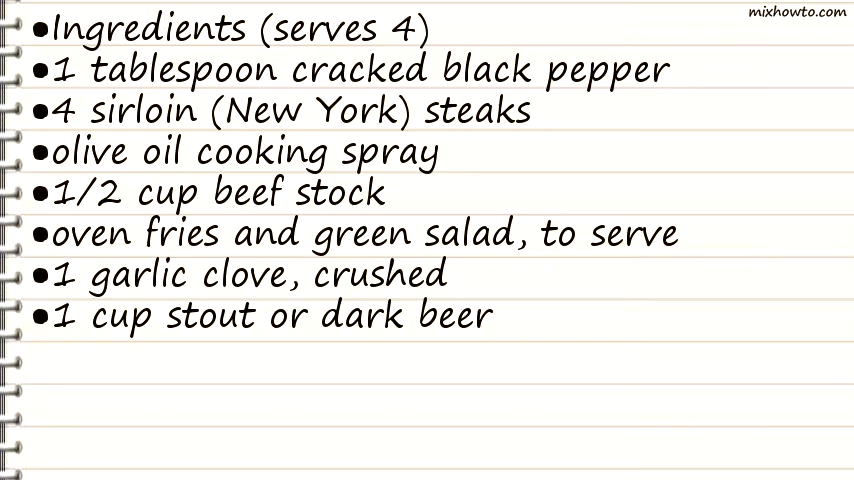 mixhowto.com
•Ingredients (serves 4)
•1 tablespoon cracked black pepper
•4 sirloin (New York) steaks
•olive oil cooking spray
•1/2 cup beef stock
•oven fries and green salad, to serve
•1 garlic clove, crushed
•1 cup stout or dark beer